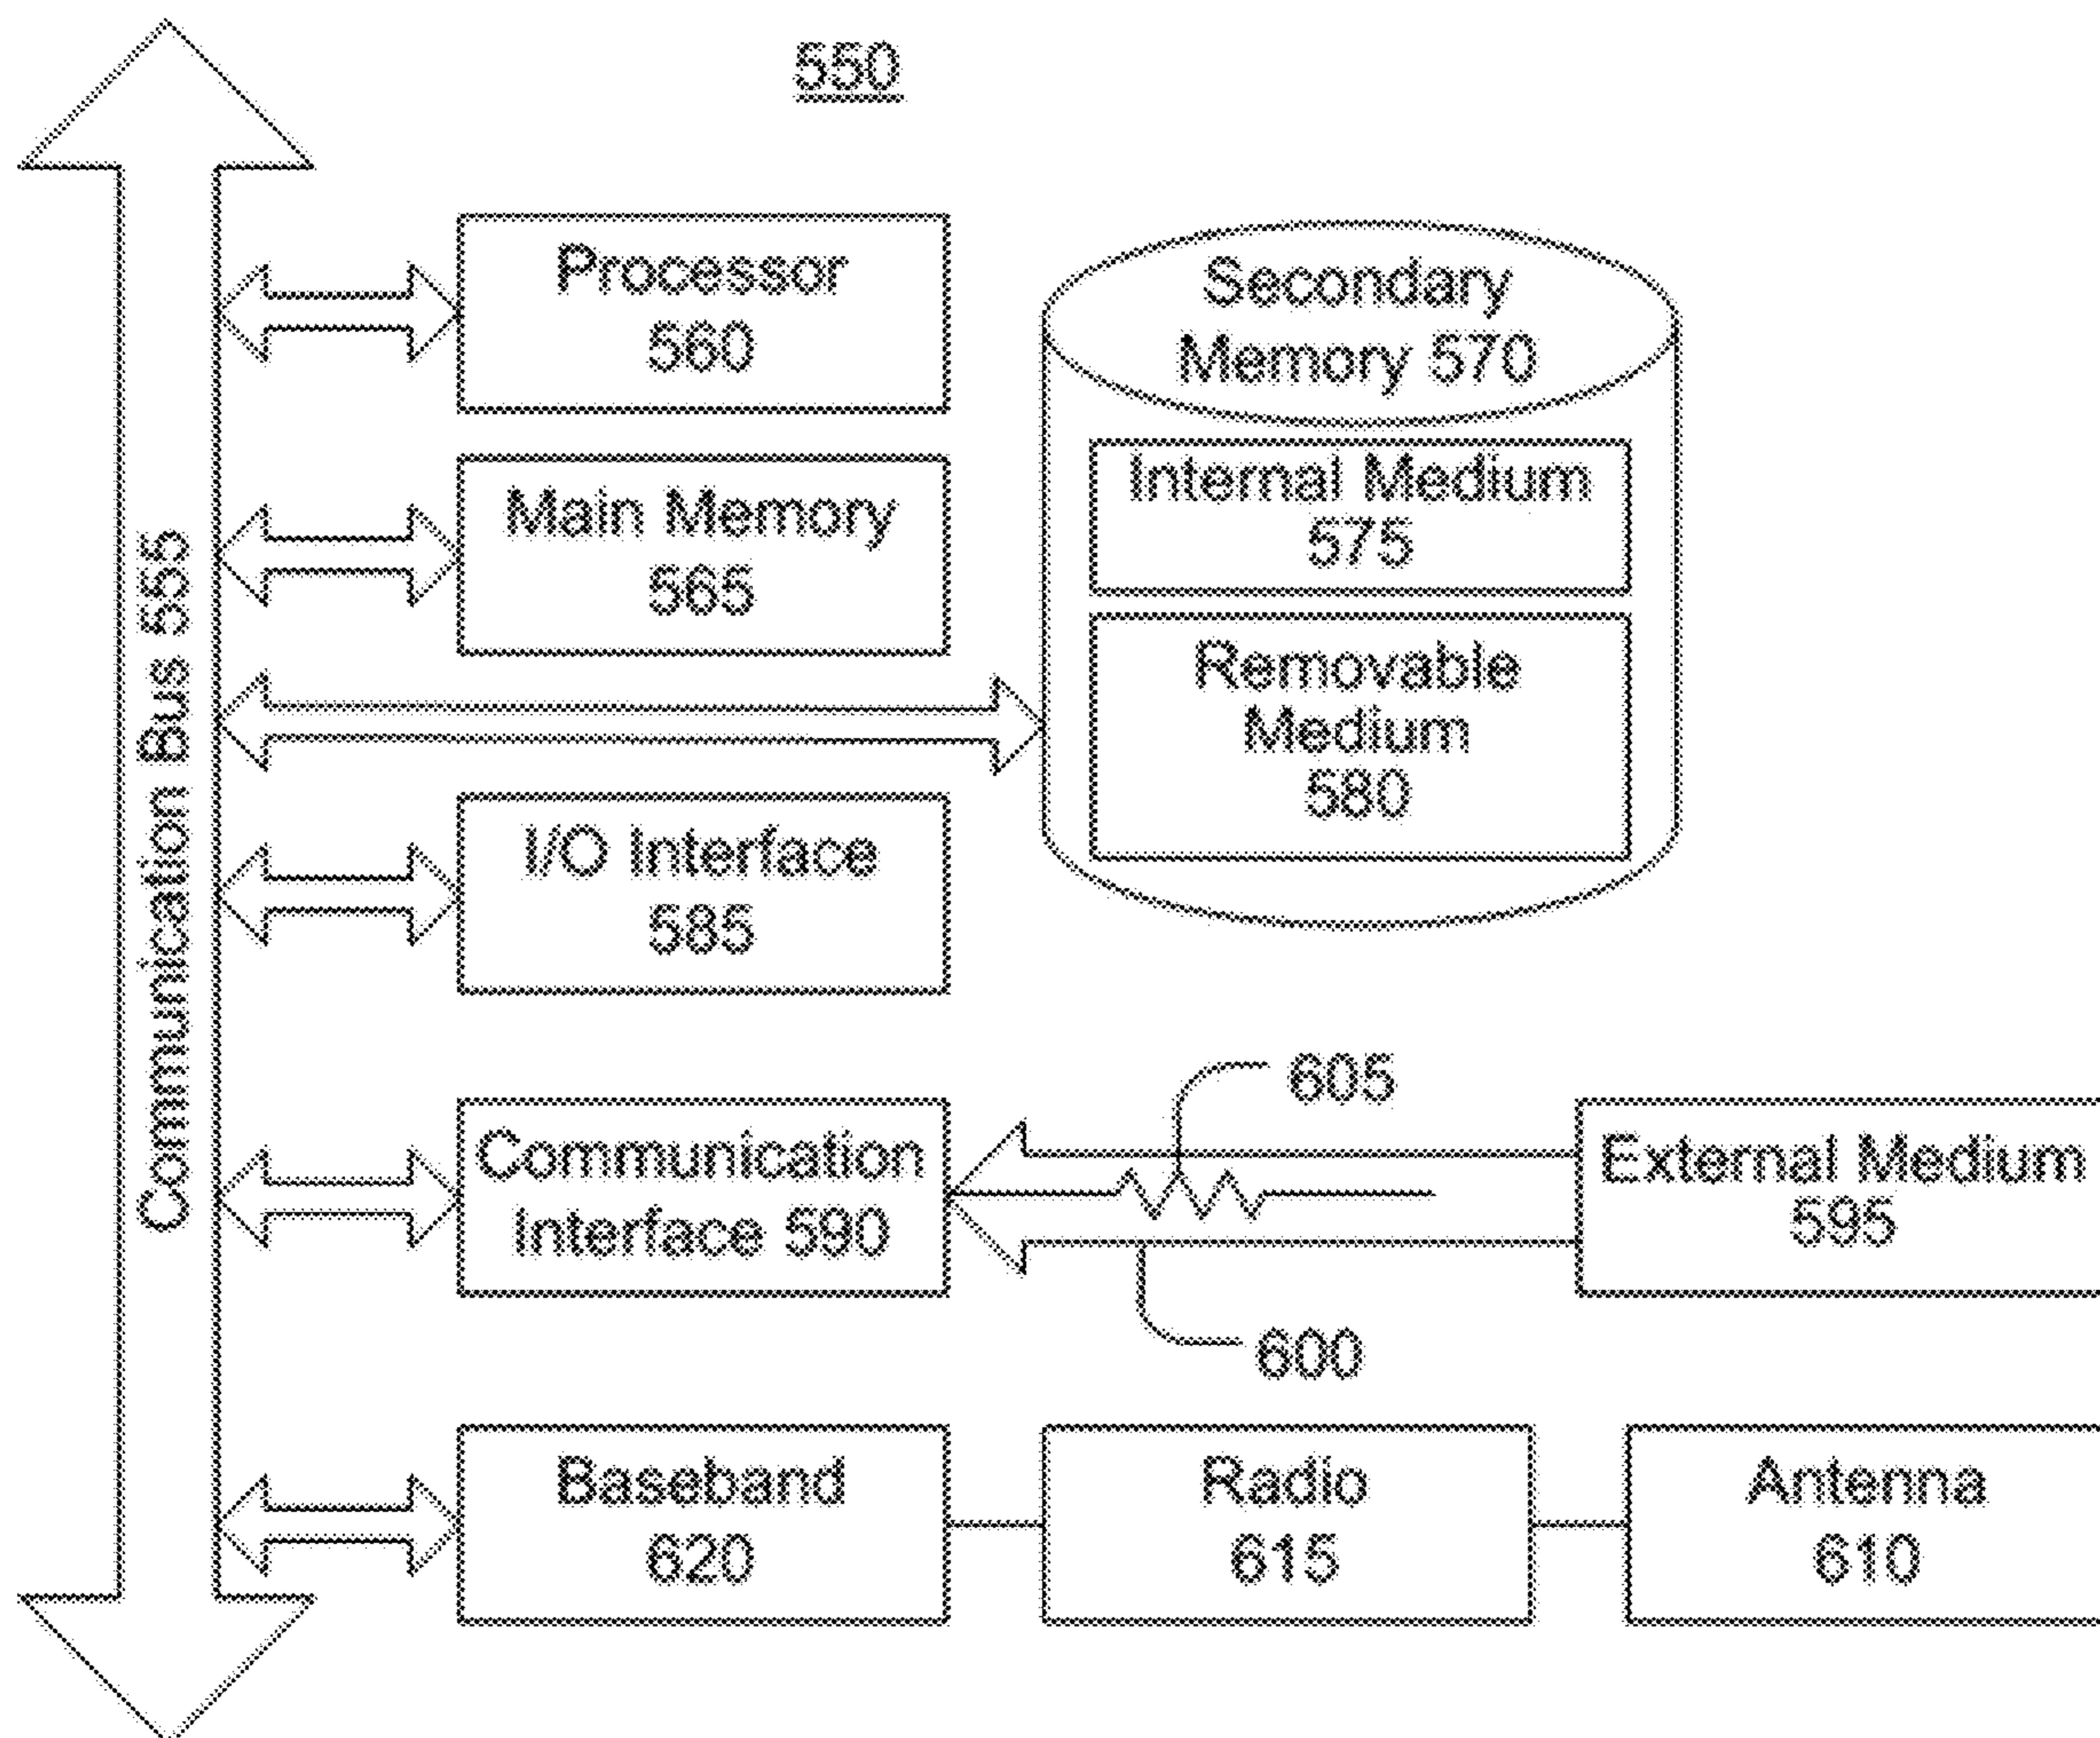 550
Communication Bus 555
Processor
560
Main Memory
565
Secondary
Memory 570
Internal Medium
575
Removable
Medium
580
I/O Interface
585
Communication
Interface 590
605
600
External Medium
595
Baseband
620
Radio
615
Antenna
610